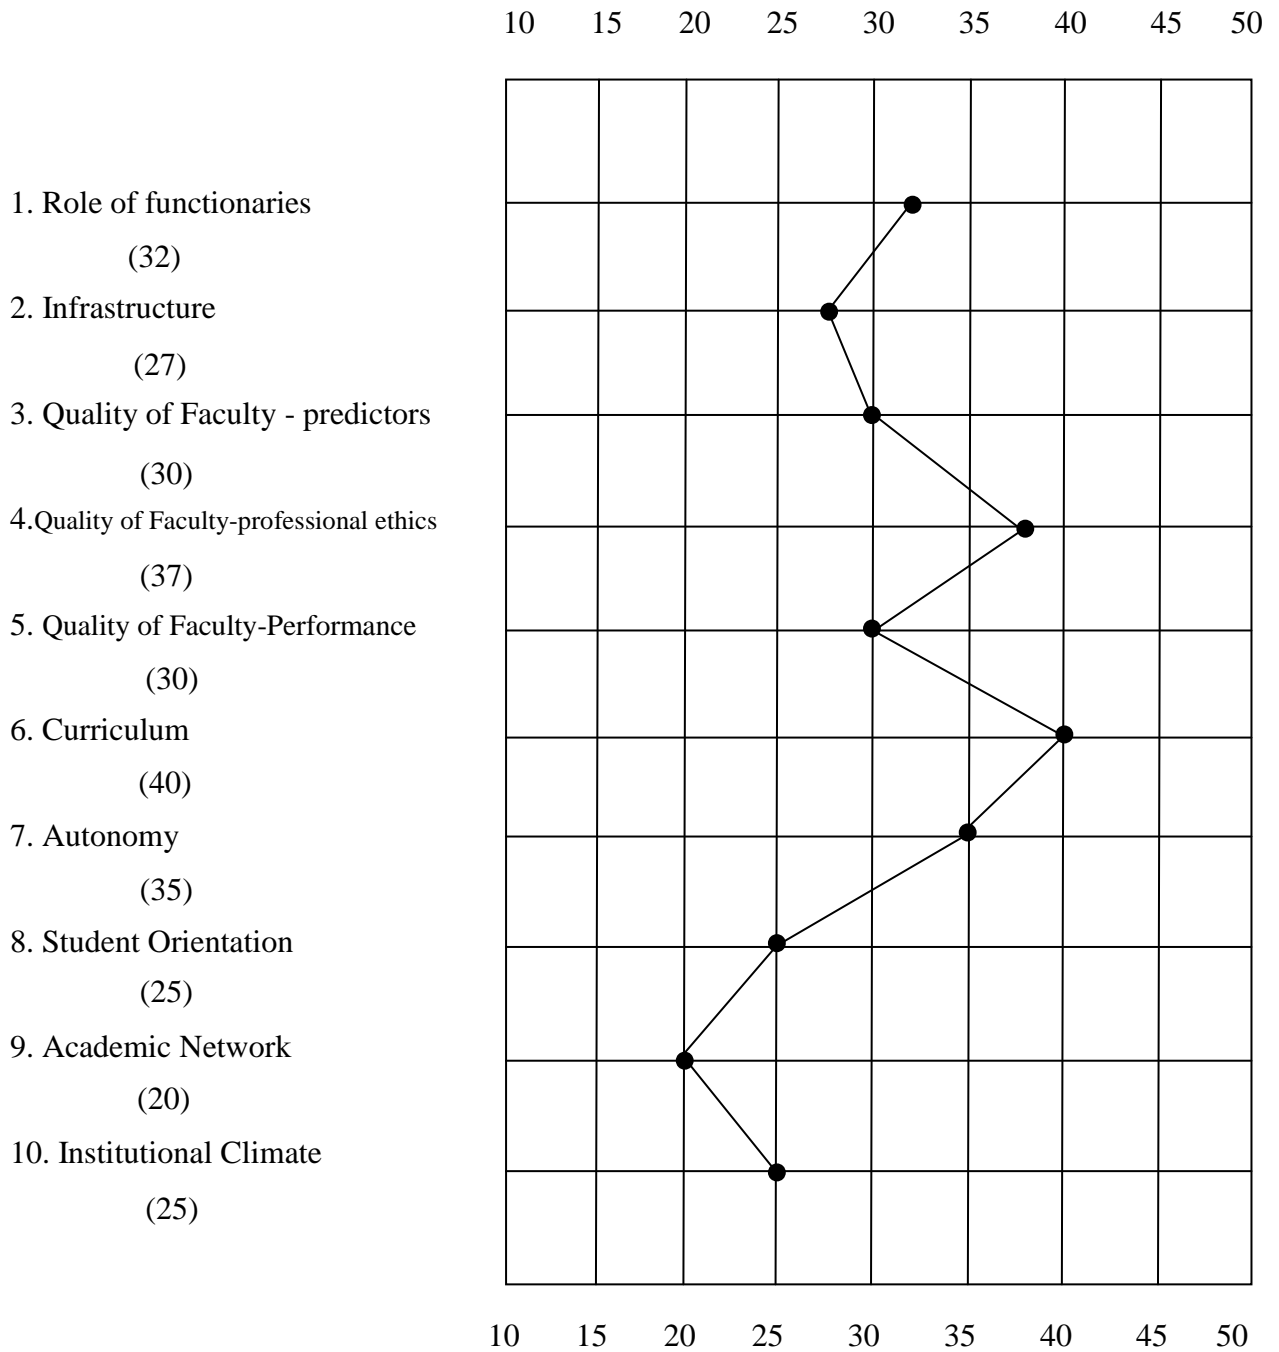 10 15 20 25 30 35 40 45 50
1. Role of functionaries
(32)
2. Infrastructure
(27)
3. Quality of Faculty - predictors
(30)
4.Quality of Faculty-professional ethics
(37)
5. Quality of Faculty-Performance
(30)
6. Curriculum
(40)
7. Autonomy
(35)
8. Student Orientation
(25)
9. Academic Network
(20)
10. Institutional Climate
(25)
10 15 20 25 30 35 40 45 50